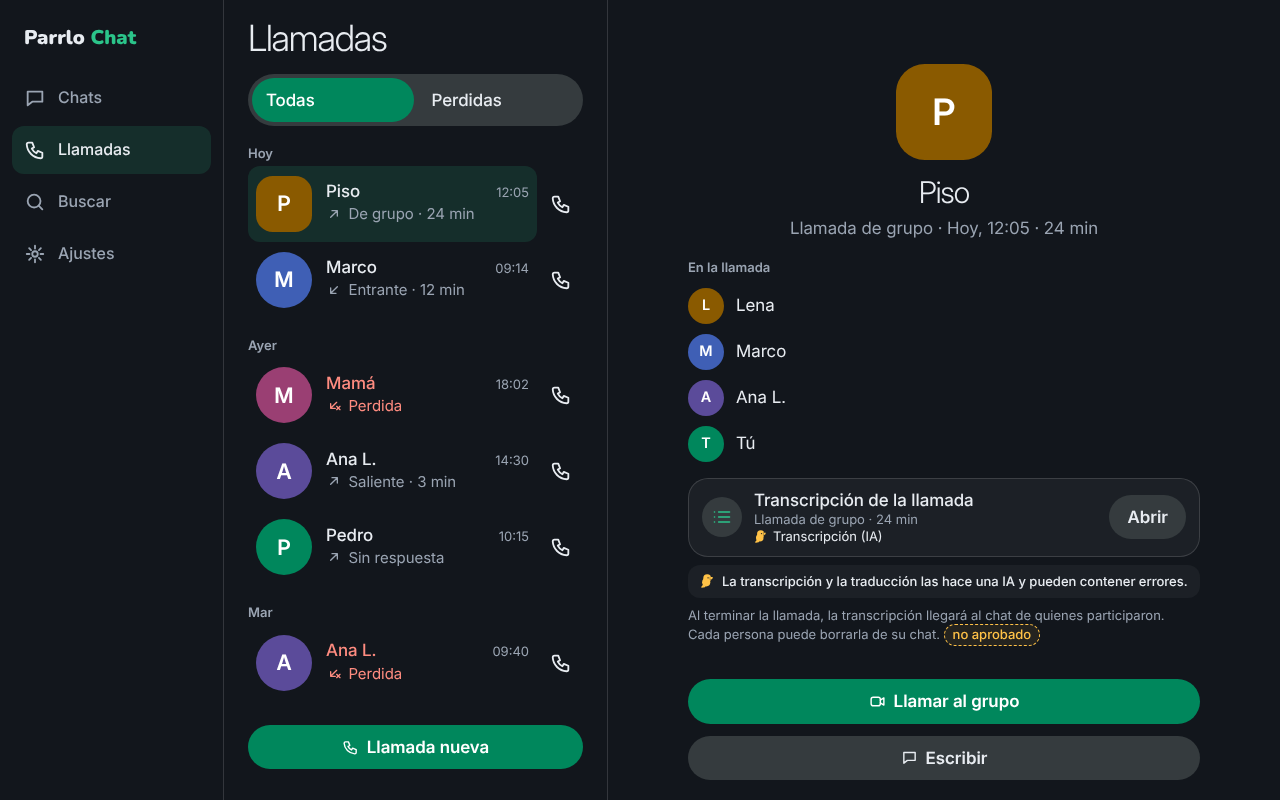 Parrlo Chat
Chats
Llamadas
Buscar
Ajustes
Llamadas
Todas
Perdidas
Hoy
P
Piso
12:05
De grupo · 24 min
M
Marco
09:14
Entrante · 12 min
Ayer
M
Mamá
18:02
Perdida
A
Ana L.
14:30
Saliente · 3 min
P
Pedro
10:15
Sin respuesta
Mar
A
Ana L.
09:40
Perdida
Llamada nueva
P
Piso
Llamada de grupo · Hoy, 12:05 · 24 min
En la llamada
L
Lena
M
Marco
A
Ana L.
T
Tú
Transcripción de la llamada
Llamada de grupo · 24 min
Transcripción (IA)
Abrir
La transcripción y la traducción las hace una IA y pueden contener errores.
Al terminar la llamada, la transcripción llegará al chat de quienes participaron.
Cada persona puede borrarla de su chat. no aprobado
Llamar al grupo
Escribir